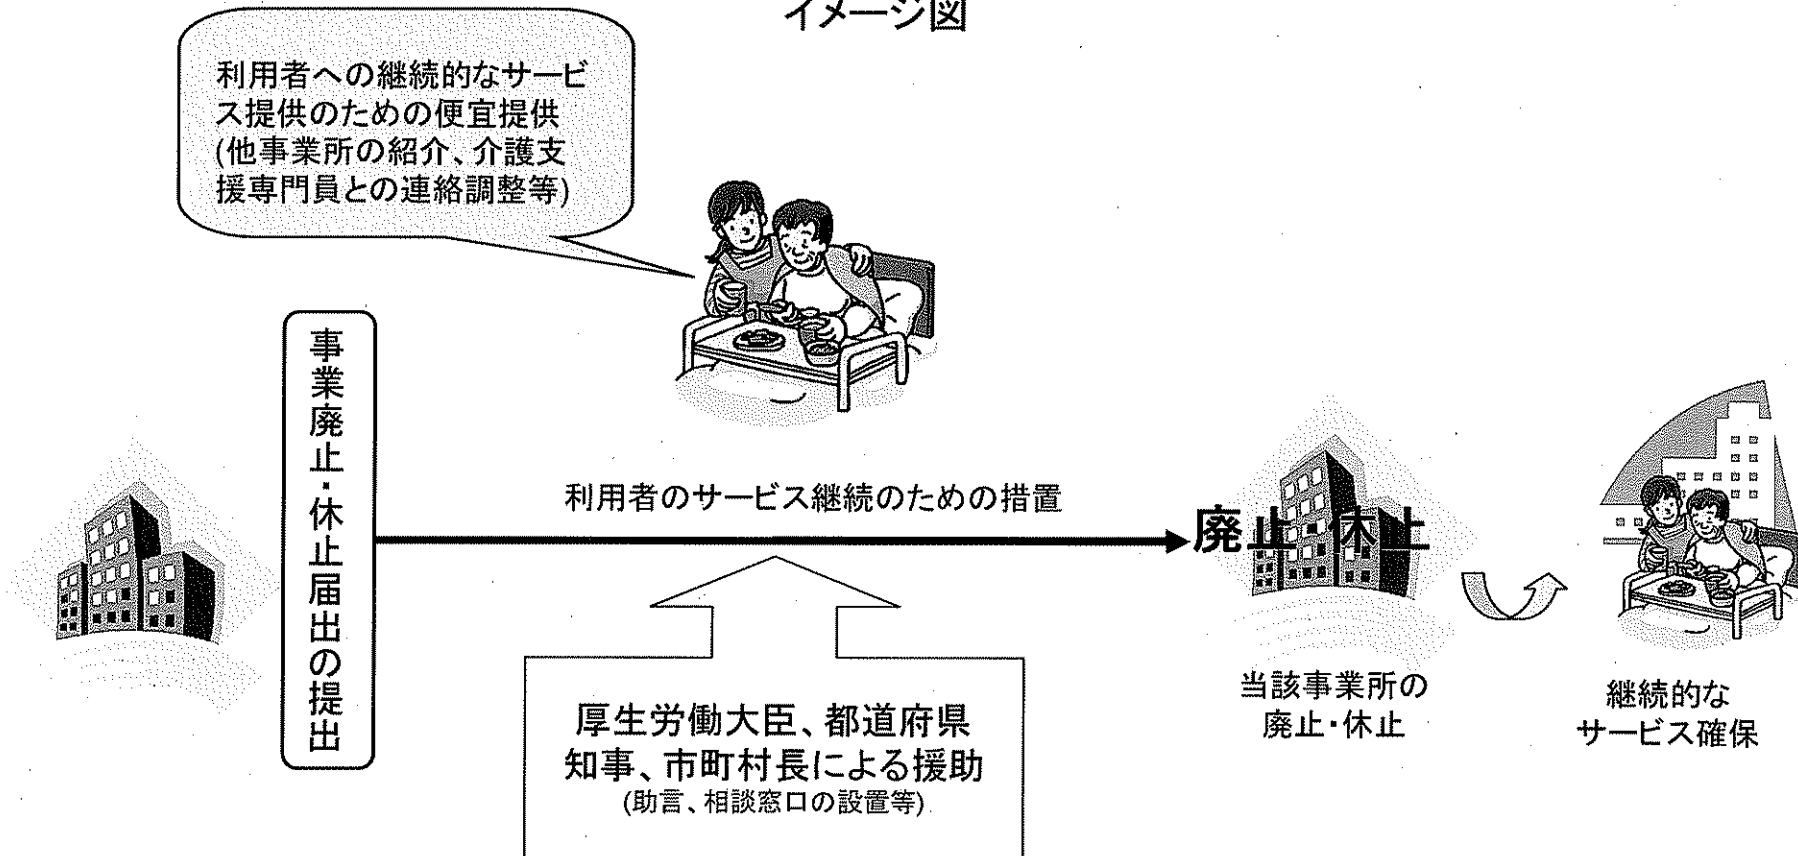 イメージ図
利用者への継続的なサービ
ス提供のための便宜提供
(他事業所の紹介、介護支
援専門員との連絡調整等)
事業廃止・休止届出の提出
利用者のサービス継続のための措置
廃止 休止
厚生労働大臣、都道府県
知事、市町村長による援助
(助言、相談窓口の設置等)
当該事業所の
廃止・休止
継続的な
サービス確保